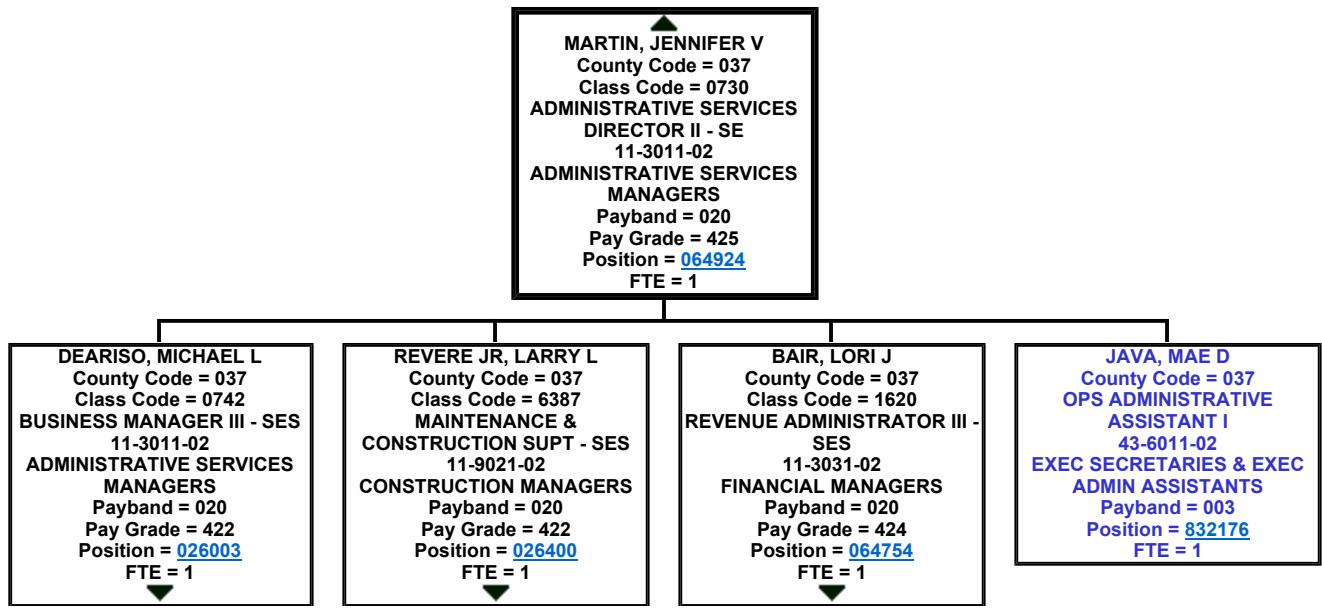 MARTIN, JENNIFER V
County Code = 037
Class Code = 0730
ADMINISTRATIVE SERVICES
DIRECTOR II - SE
11-3011-02
ADMINISTRATIVE SERVICES
MANAGERS
Payband = 020
Pay Grade = 425
Position = 064924
FTE = 1
DEARISO, MICHAEL L
County Code = 037
Class Code = 0742
BUSINESS MANAGER III - SES
11-3011-02
ADMINISTRATIVE SERVICES
MANAGERS
Payband = 020
Pay Grade = 422
Position = 026003
FTE = 1
REVERE JR, LARRY L
County Code = 037
Class Code = 6387
MAINTENANCE &
CONSTRUCTION SUPT - SES
11-9021-02
CONSTRUCTION MANAGERS
Payband = 020
Pay Grade = 422
Position = 026400
FTE = 1
BAIR, LORI J
County Code = 037
Class Code = 1620
REVENUE ADMINISTRATOR III -
SES
11-3031-02
FINANCIAL MANAGERS
Payband = 020
Pay Grade = 424
Position = 064754
FTE = 1
JAVA, MAE D
County Code = 037
OPS ADMINISTRATIVE
ASSISTANT I
43-6011-02
EXEC SECRETARIES & EXEC
ADMIN ASSISTANTS
Payband = 003
Position = 832176
FTE = 1